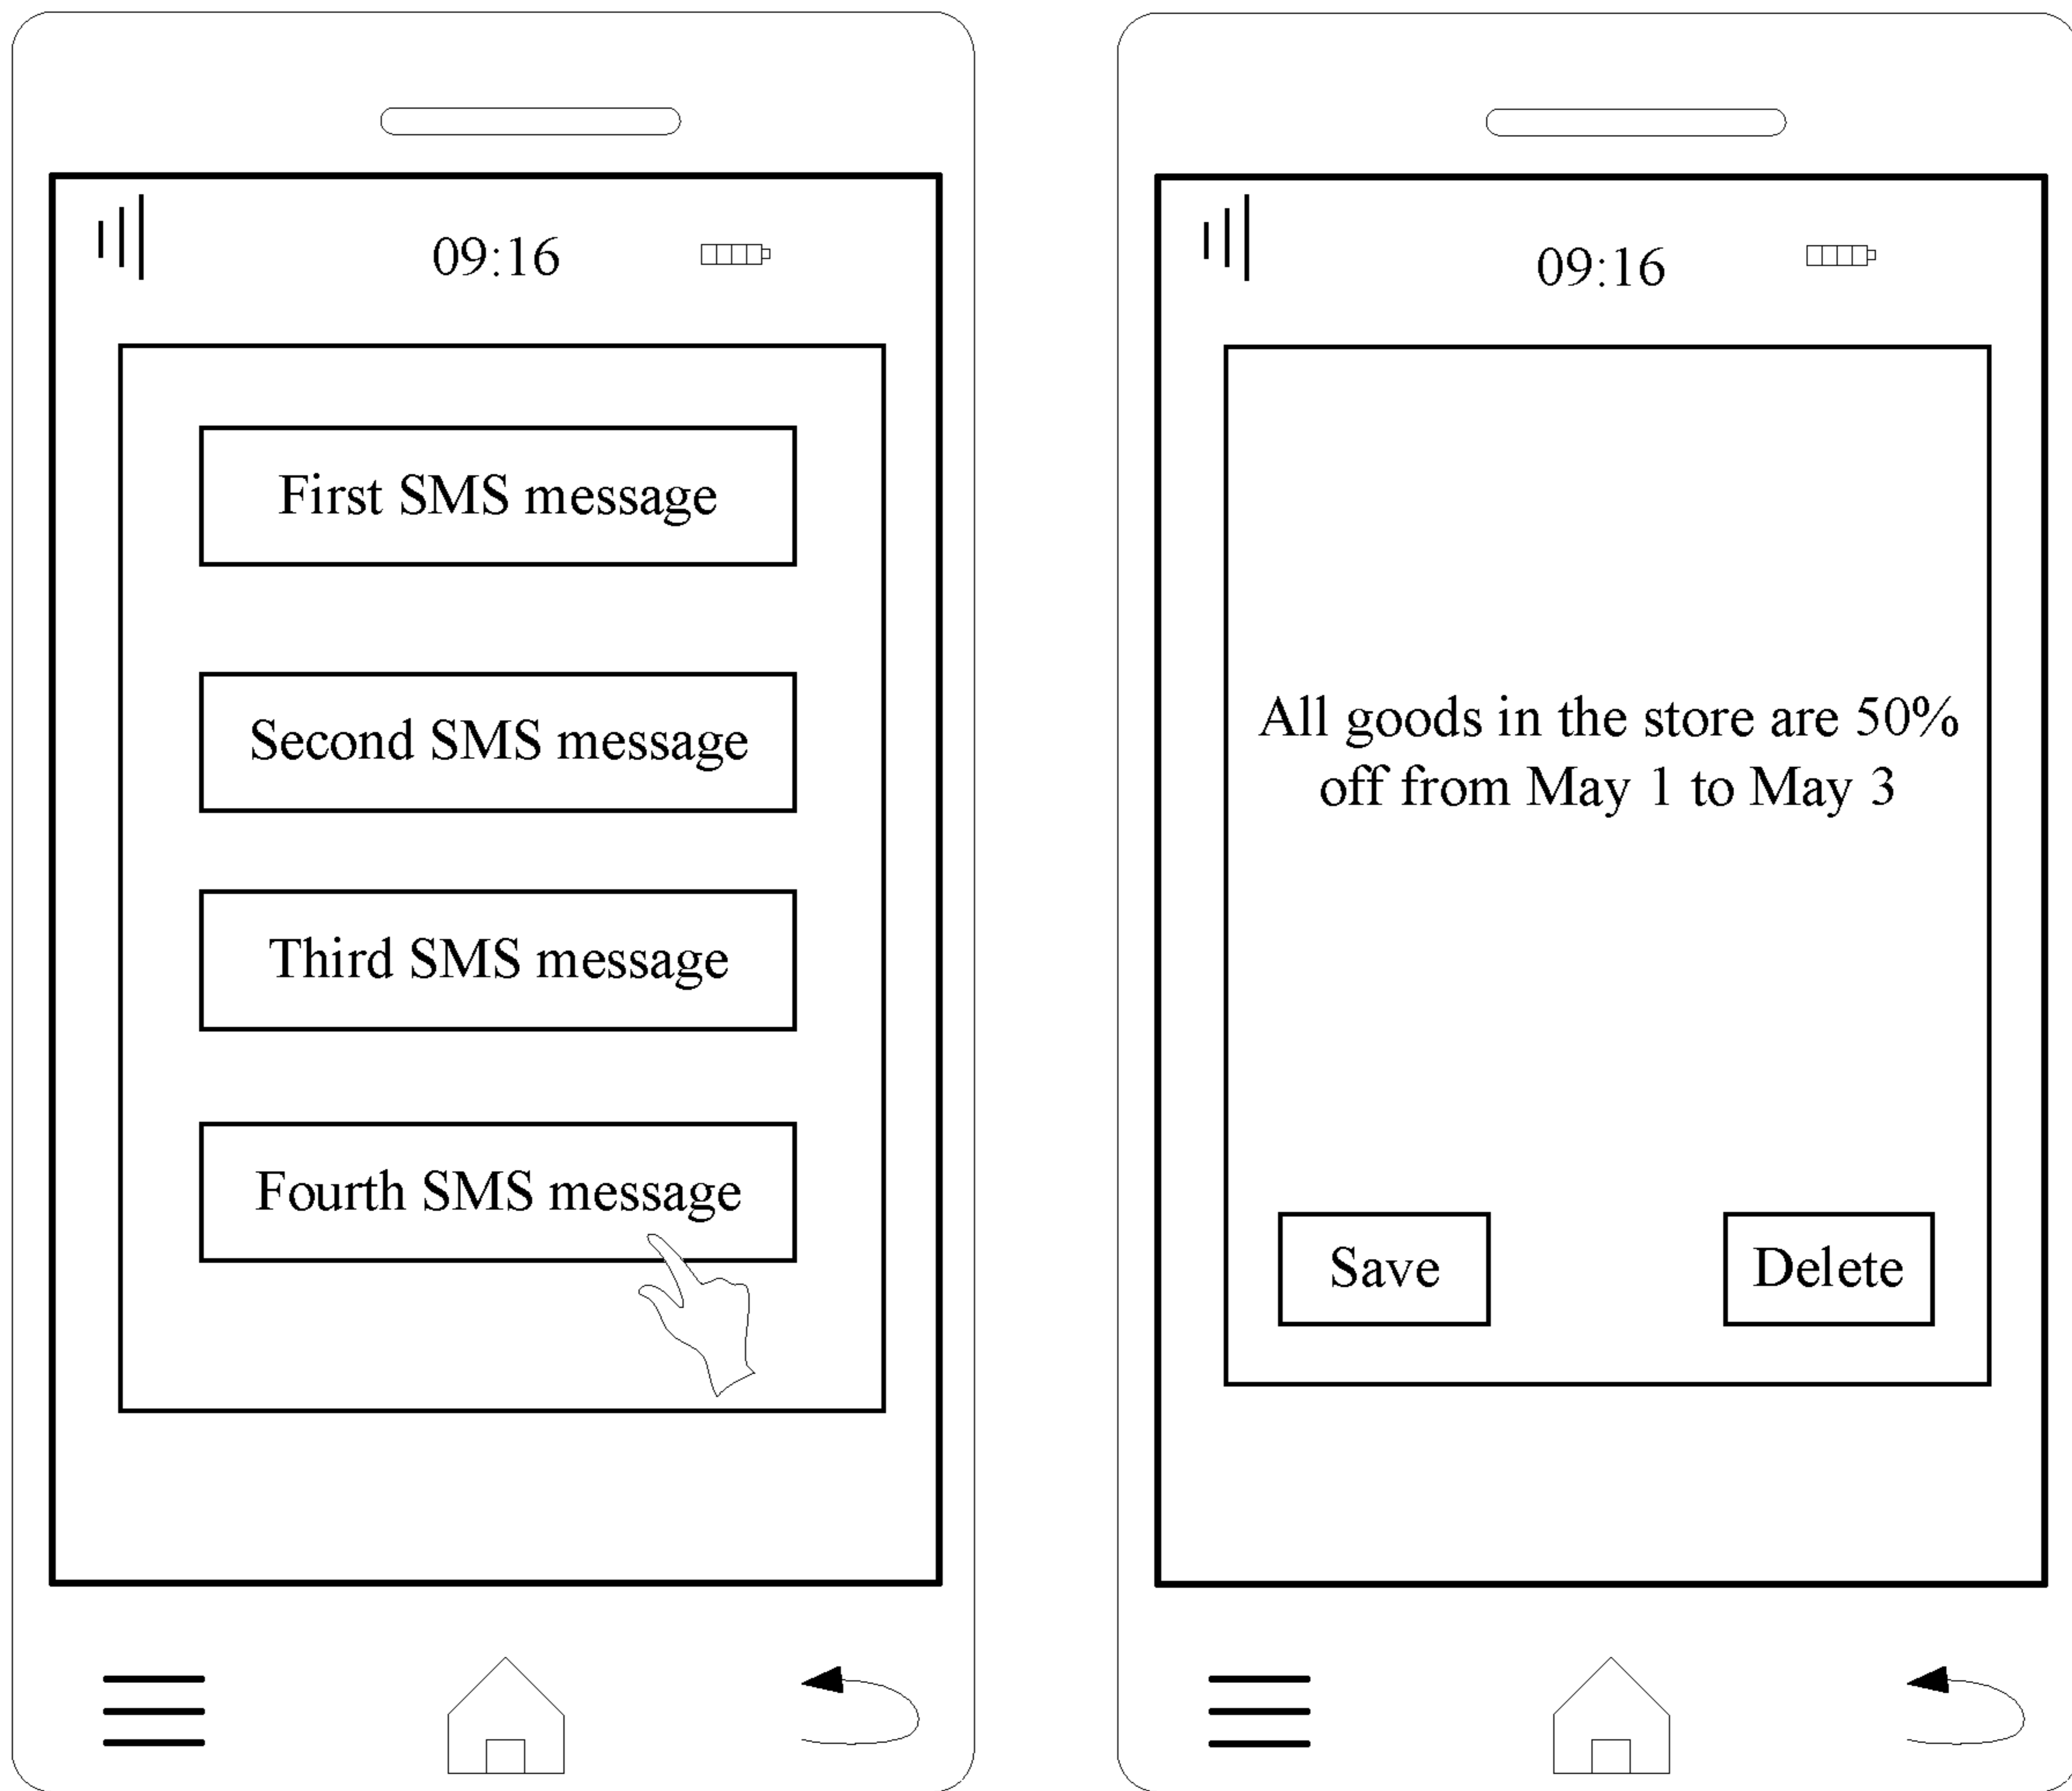 09:16
First SMS message
Second SMS message
Third SMS message
Fourth SMS message
09:16
All goods in the store are 50%
off from May 1 to May 3
Save
Delete